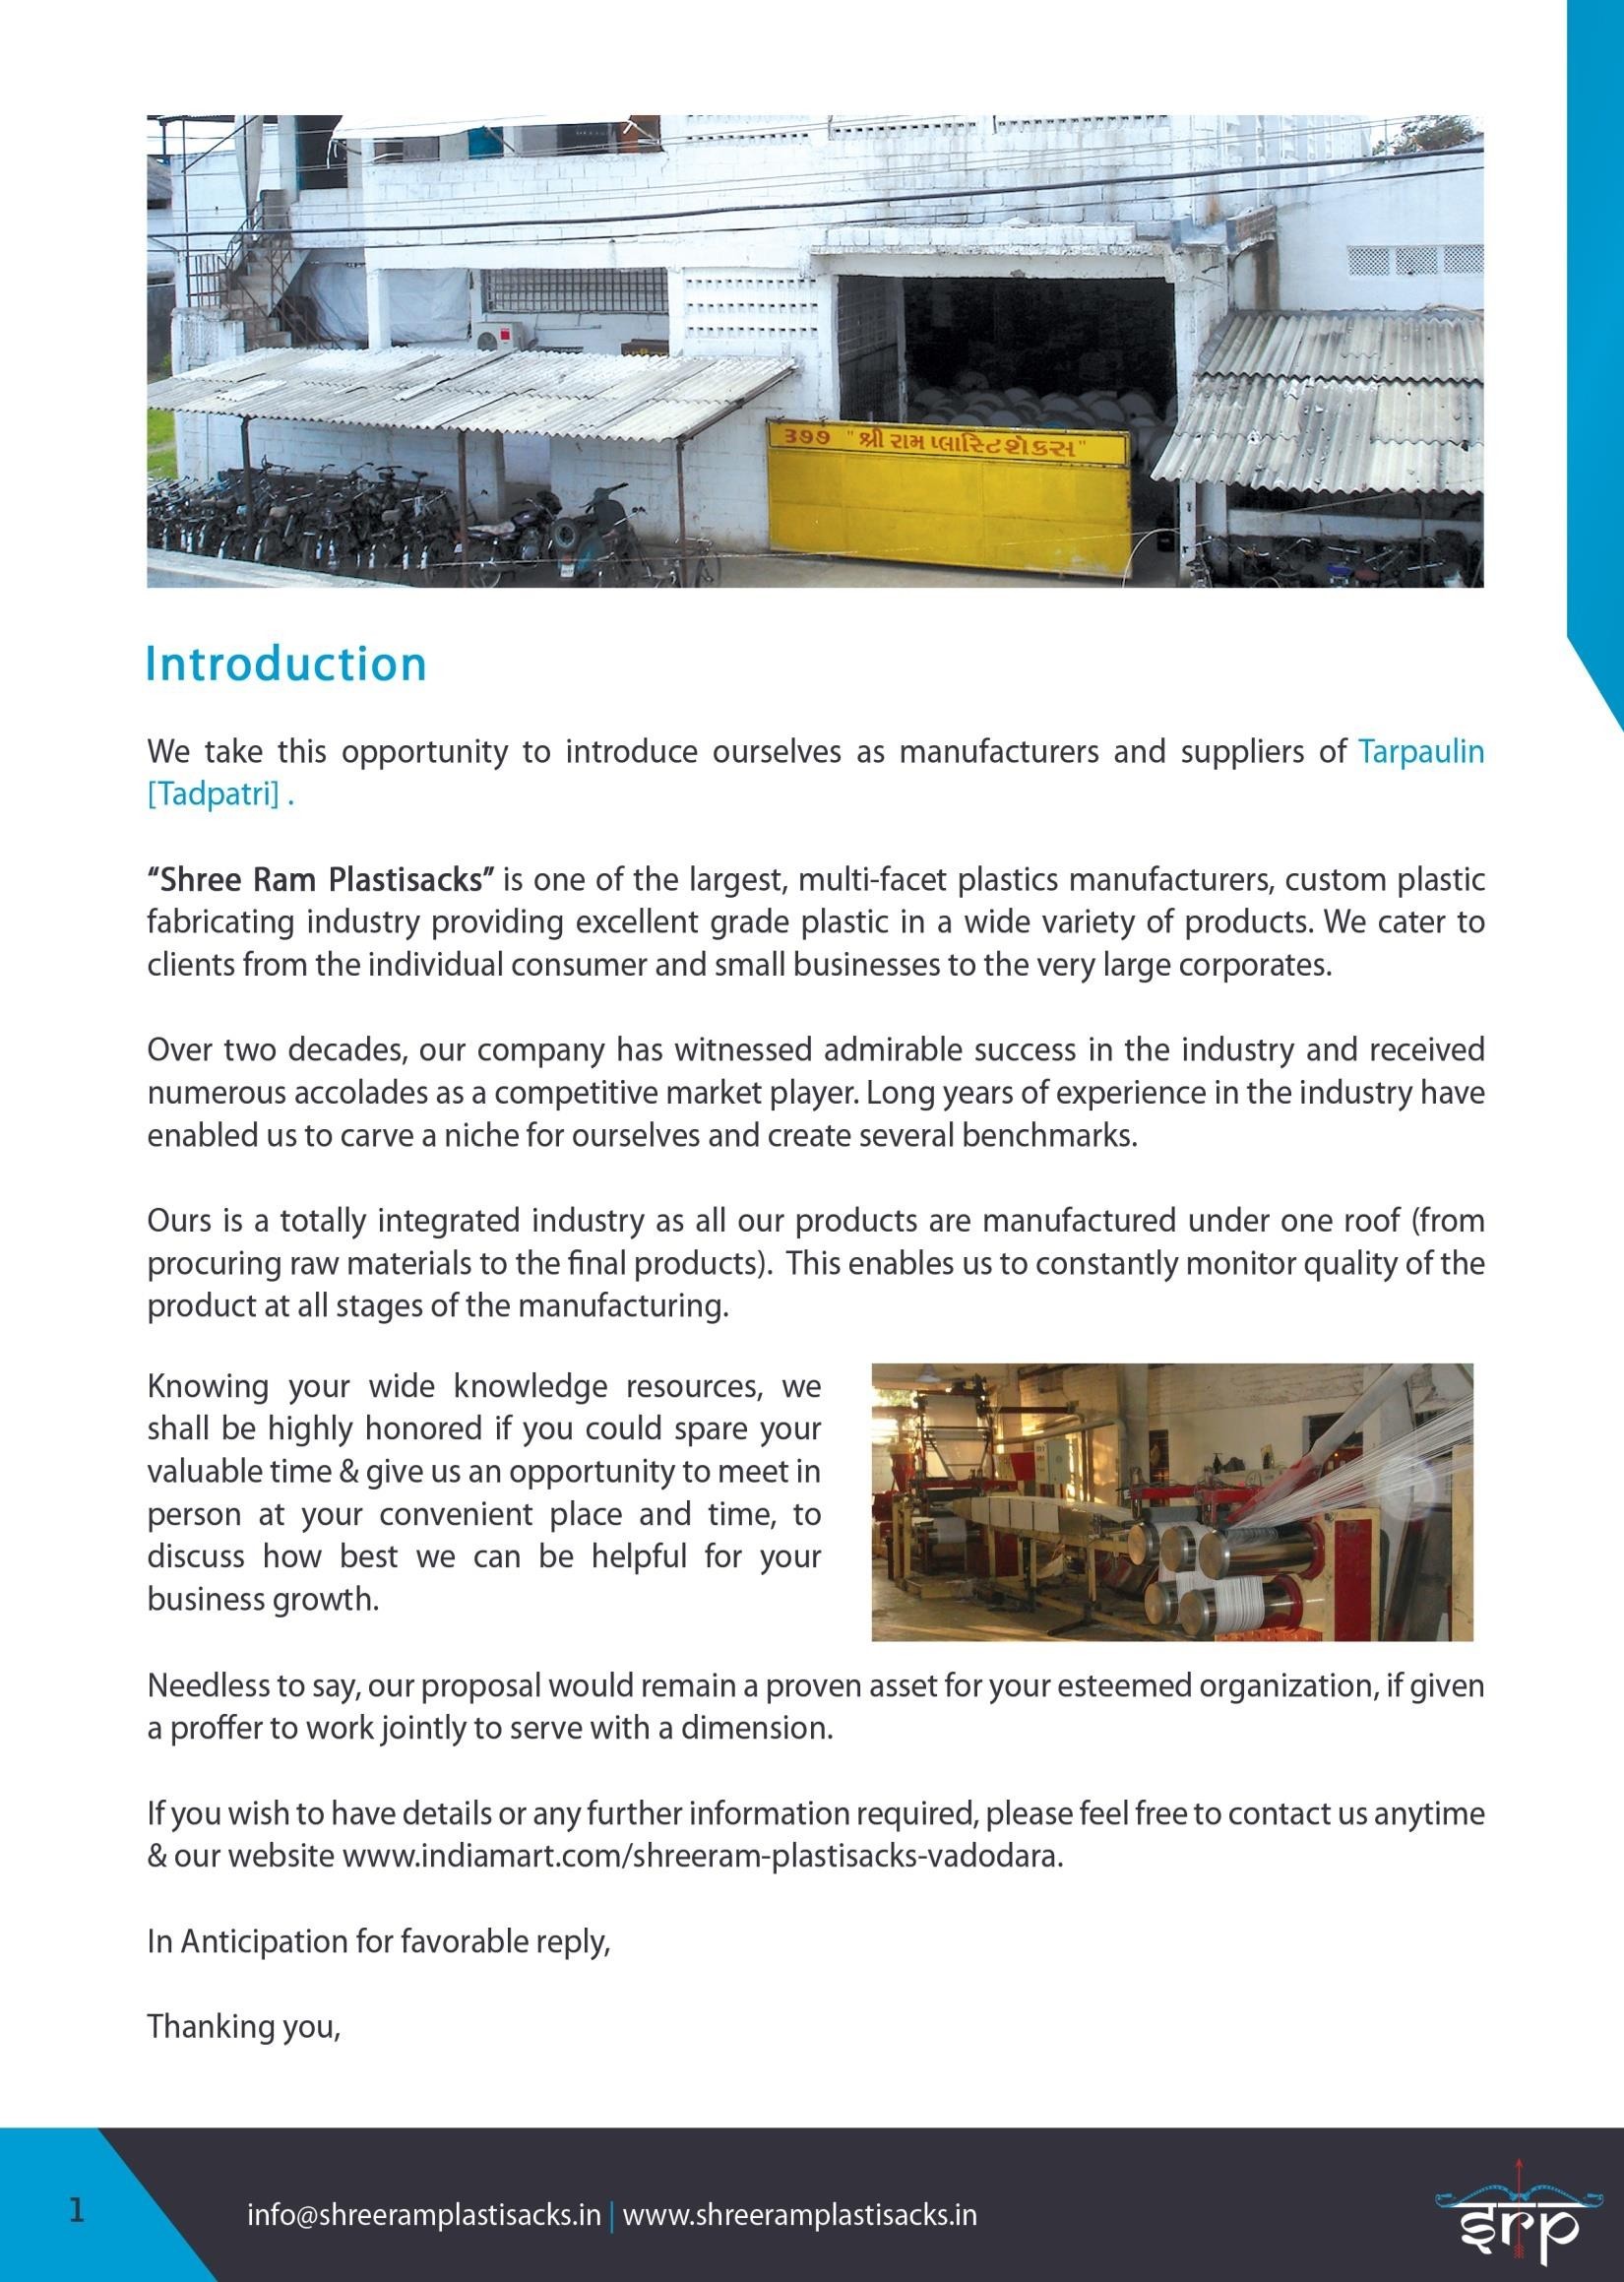 ૩૭૭ "શ્રી રામ પ્લાસ્ટિશેકસ"
Introduction
We take this opportunity to introduce ourselves as manufacturers and suppliers of Tarpaulin
[Tadpatri] .
“Shree Ram Plastisacks” is one of the largest, multi-facet plastics manufacturers, custom plastic
fabricating industry providing excellent grade plastic in a wide variety of products. We cater to
clients from the individual consumer and small businesses to the very large corporates.
Over two decades, our company has witnessed admirable success in the industry and received
numerous accolades as a competitive market player. Long years of experience in the industry have
enabled us to carve a niche for ourselves and create several benchmarks.
Ours is a totally integrated industry as all our products are manufactured under one roof (from
procuring raw materials to the final products). This enables us to constantly monitor quality of the
product at all stages of the manufacturing.
Knowing your wide knowledge resources, we
shall be highly honored if you could spare your
valuable time & give us an opportunity to meet in
person at your convenient place and time, to
discuss how best we can be helpful for your
business growth.
Needless to say, our proposal would remain a proven asset for your esteemed organization, if given
a proffer to work jointly to serve with a dimension.
If you wish to have details or any further information required, please feel free to contact us anytime
& our website www.indiamart.com/shreeram-plastisacks-vadodara.
In Anticipation for favorable reply,
Thanking you,
1
info@shreeramplastisacks.in | www.shreeramplastisacks.in
srp